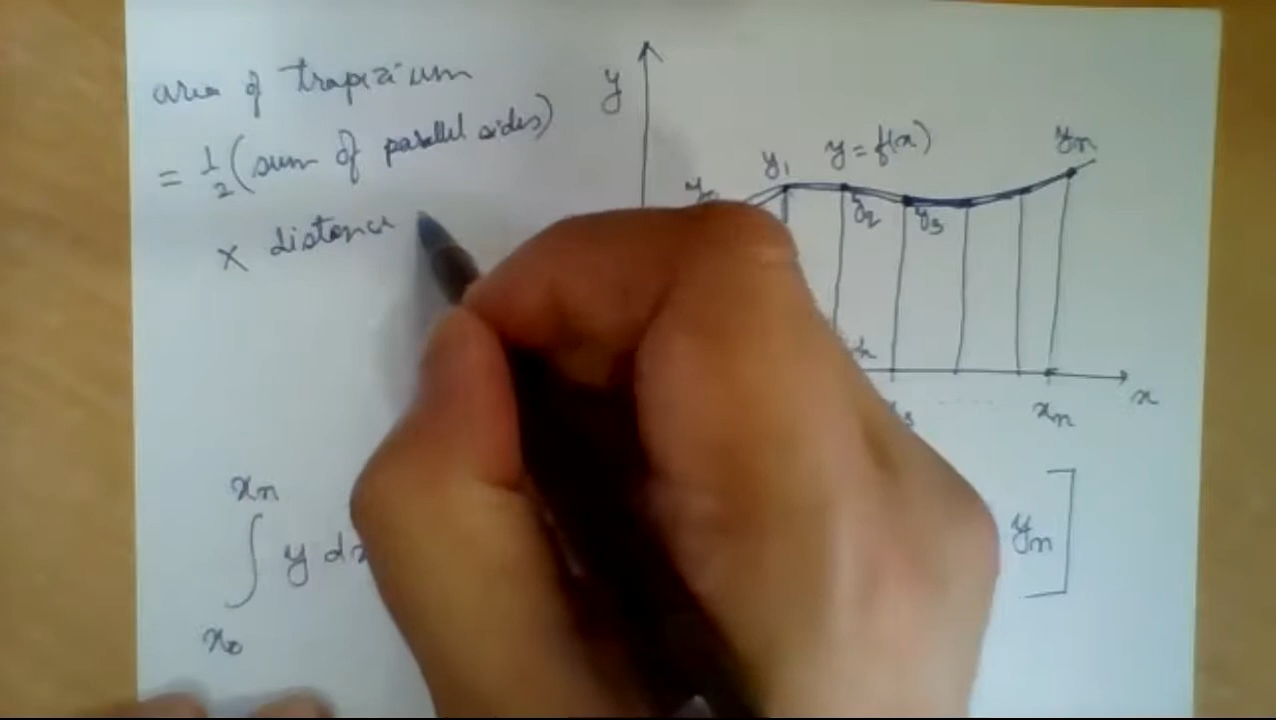 area of trapezium
= 1/2 (sum of parallel sides)
× distance
y
y₁
y = f(x)
yₙ
y₂
y₃
h
x
xₙ
xₙ
∫ y dx
x₀
yₙ ]